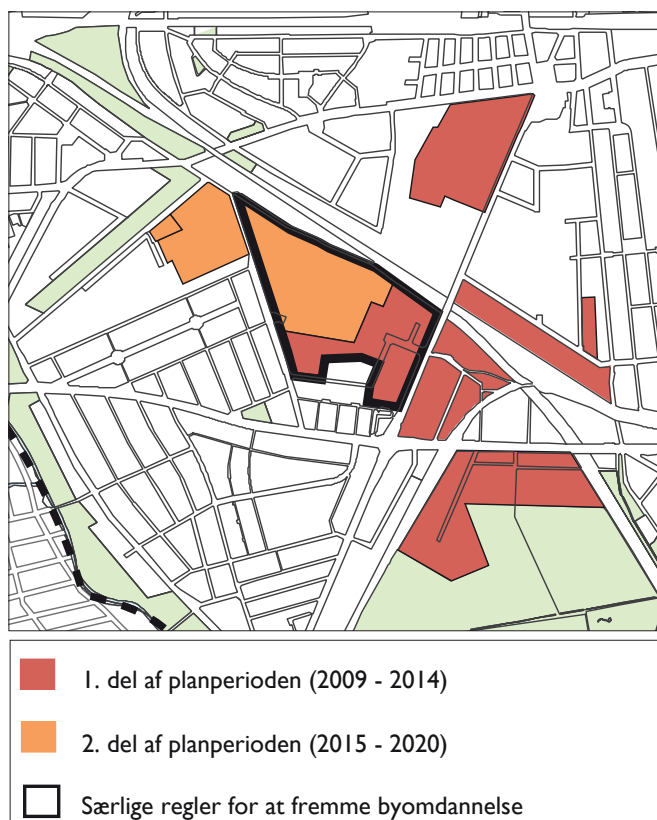 1. del af planperioden (2009 - 2014)
2. del af planperioden (2015 - 2020)
Særlige regler for at fremme byomdannelse